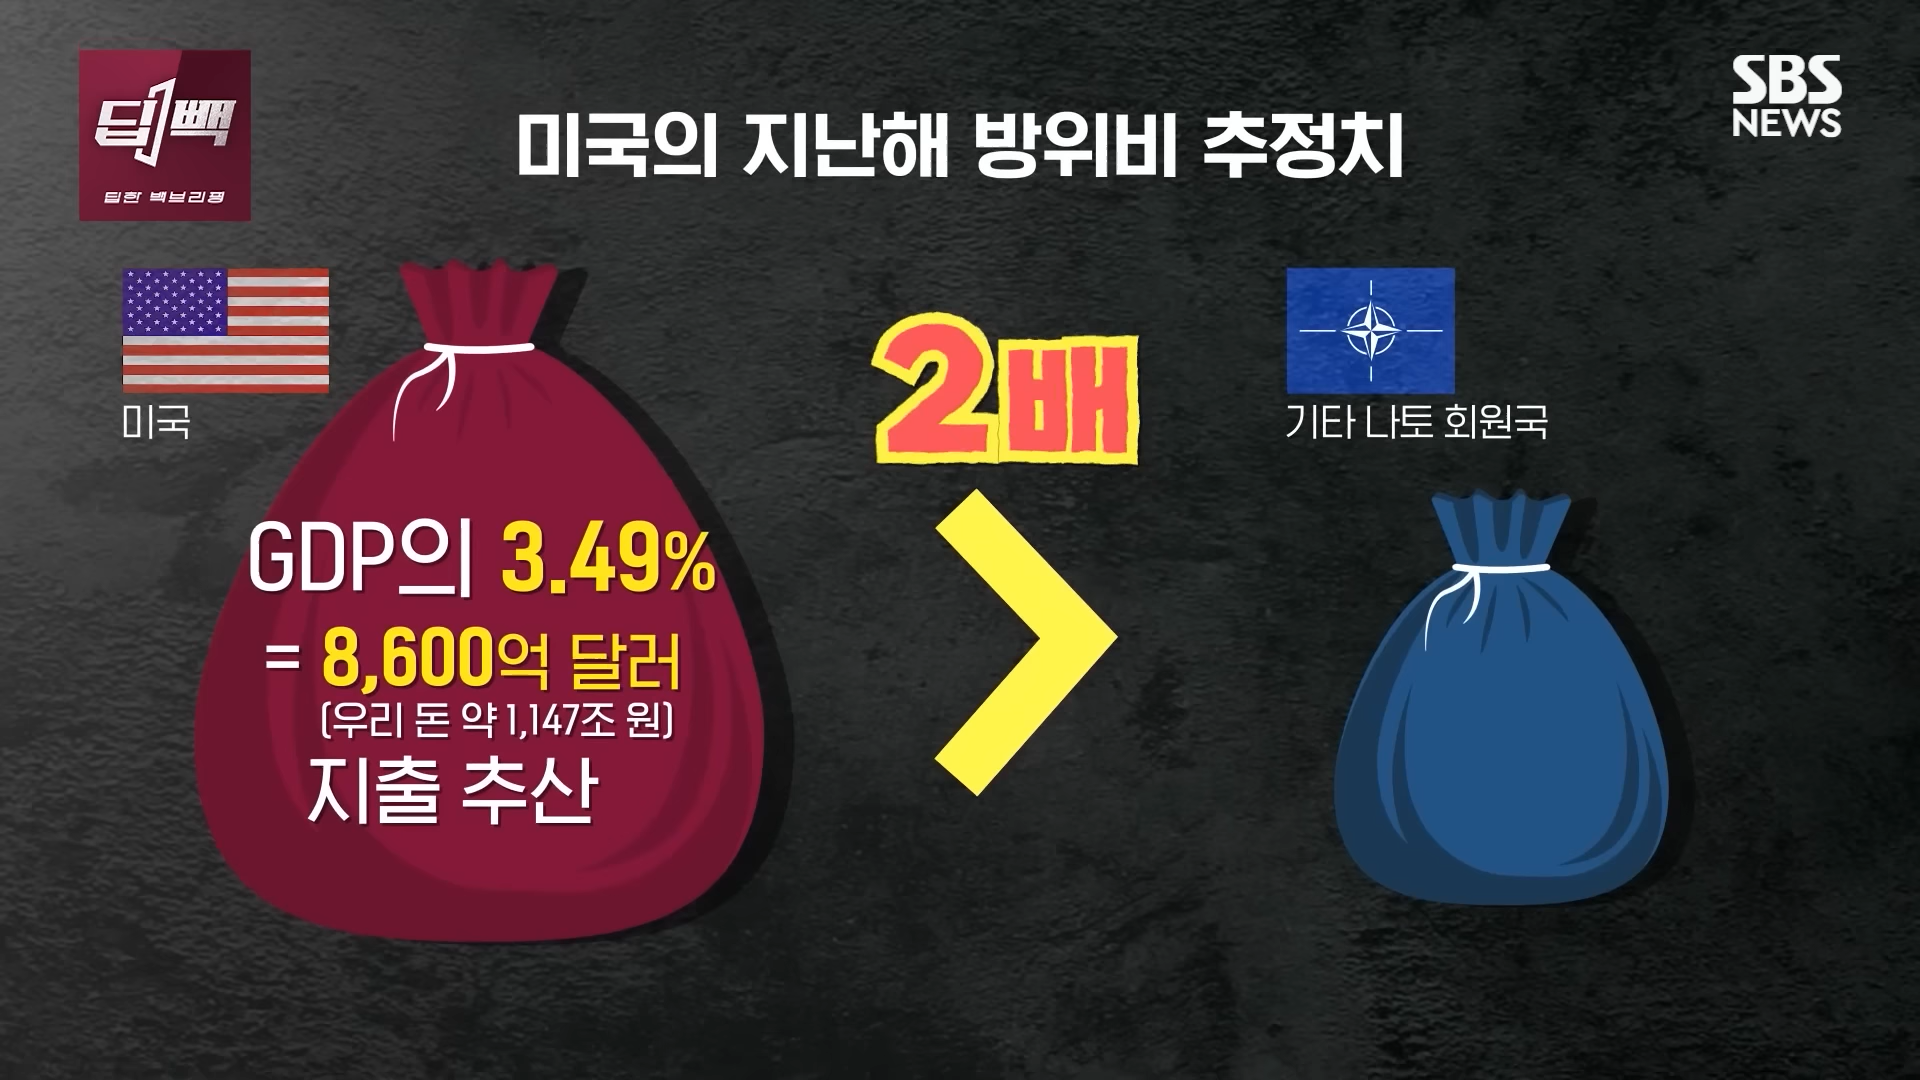 딥빽
딥한 백브리핑
SBS
NEWS
미국의 지난해 방위비 추정치
미국
2배
기타 나토 회원국
GDP의 3.49%
= 8,600억 달러
(우리 돈 약 1,147조 원)
지출 추산